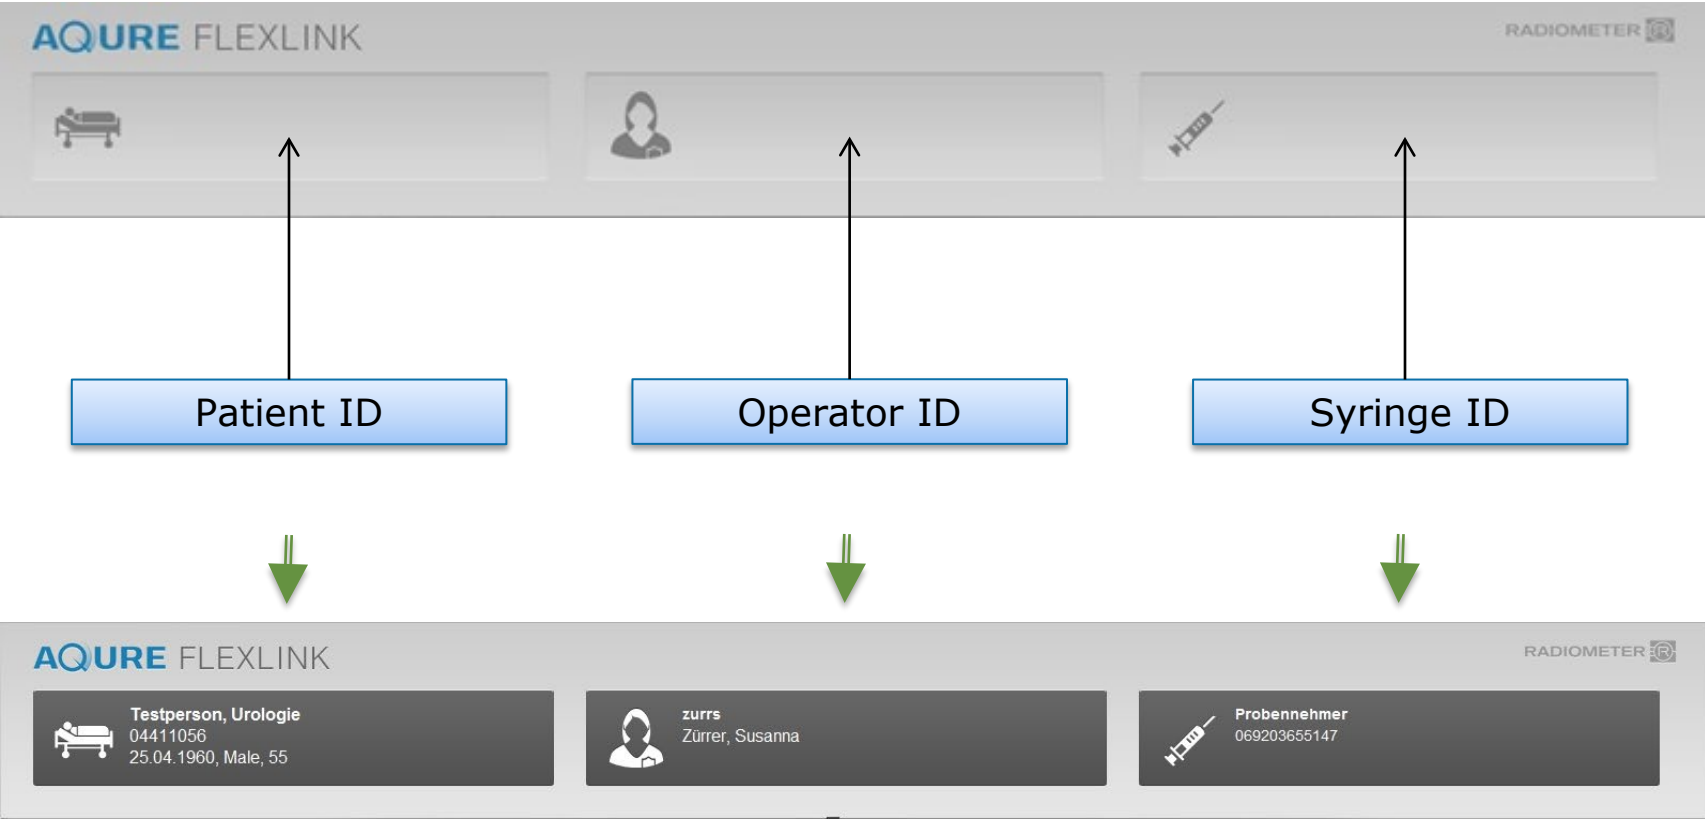 AQURE FLEXLINK
RADIOMETER R
Patient ID
Operator ID
Syringe ID
AQURE FLEXLINK
RADIOMETER R
Testperson, Urologie
04411056
25.04.1960, Male, 55
zurrs
Zürrer, Susanna
Probennehmer
069203655147